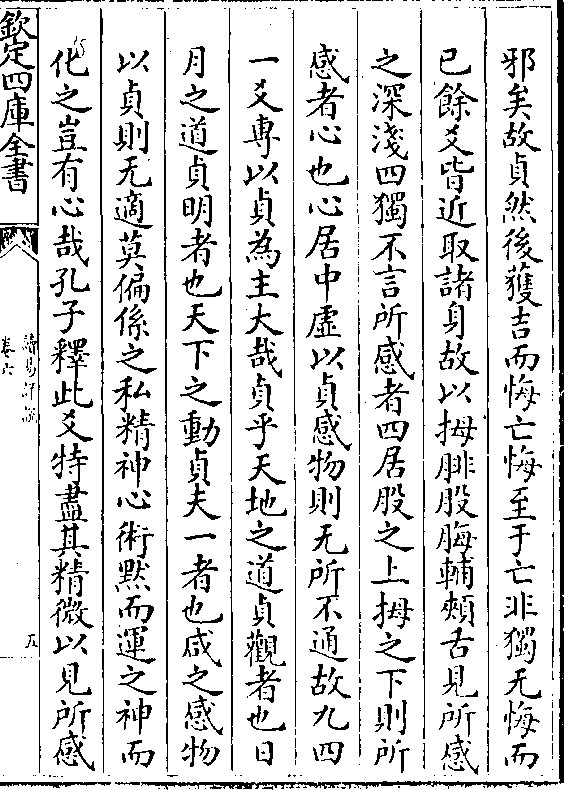 邪矣故貞然後獲吉而悔亡悔至于亡非獨无悔而
已餘爻皆近取諸身故以拇腓股脢輔頰舌見所感
之深淺四獨不言所感者四居股之上拇之下則所
感者心也心居中虛以貞感物則无所不通故九四
一爻専以貞為主大哉貞乎天地之道貞觀者也日
月之道貞明者也天下之動貞夫一者也咸之感物
以貞則无適莫偏係之私精神心術黙而運之神而
化之豈有心哉孔子釋此爻特盡其精微以見所感
欽定四庫全書
讀易詳說
卷六
五